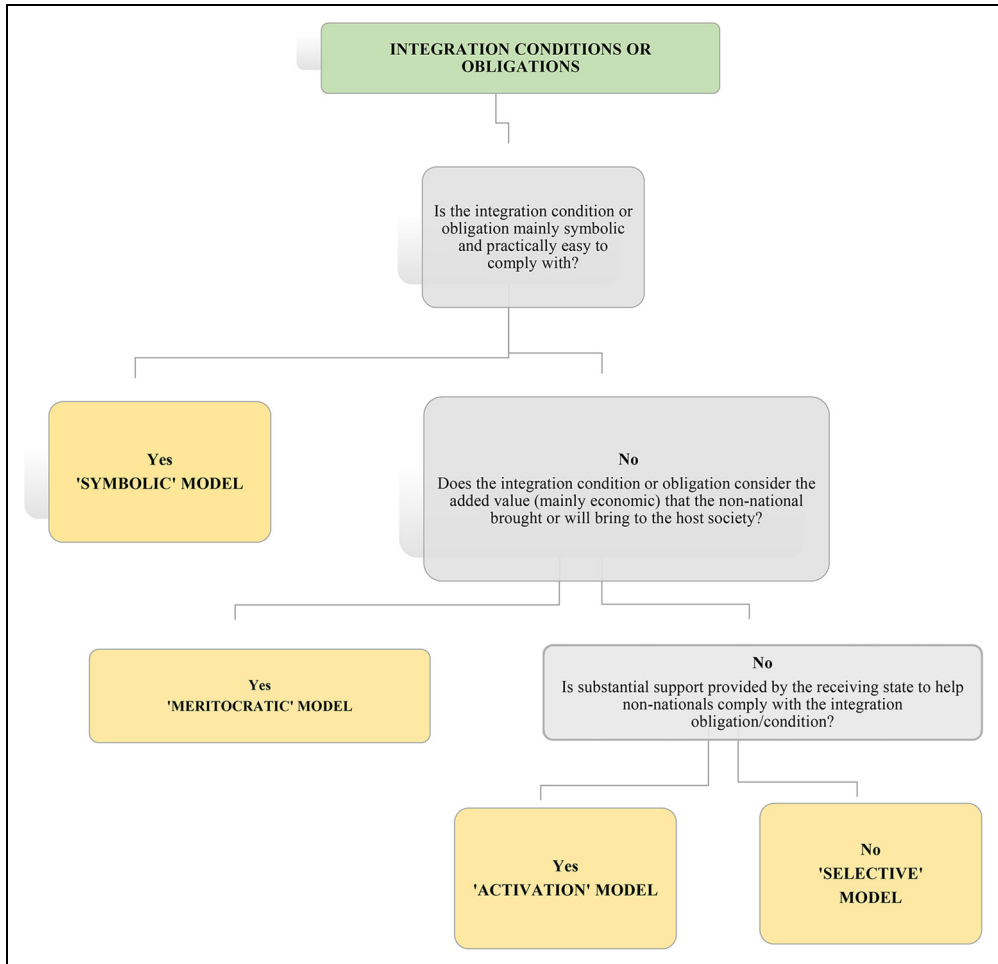 INTEGRATION CONDITIONS OR
OBLIGATIONS
Is the integration condition or
obligation mainly symbolic
and practically easy to
comply with?
Yes
'SYMBOLIC' MODEL
No
Does the integration condition or obligation consider the
added value (mainly economic) that the non-national
brought or will bring to the host society?
Yes
'MERITOCRATIC' MODEL
No
Is substantial support provided by the receiving state to help
non-nationals comply with the integration
obligation/condition?
Yes
'ACTIVATION' MODEL
No
'SELECTIVE'
MODEL